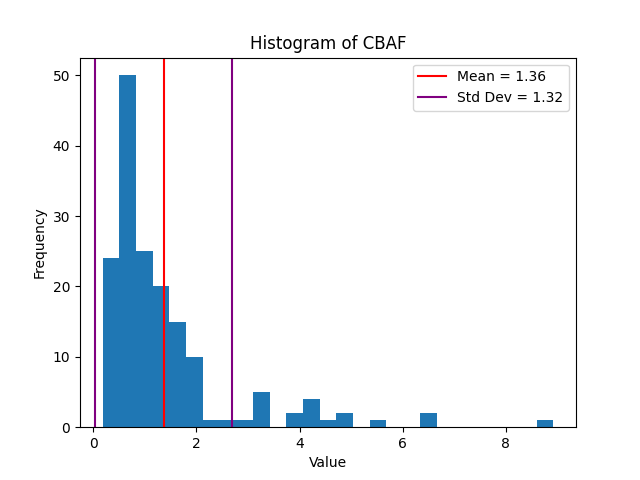 Histogram of CBAF
Mean = 1.36
Std Dev = 1.32
Frequency
50
40
30
20
10
0
0 2 4 6 8
Value